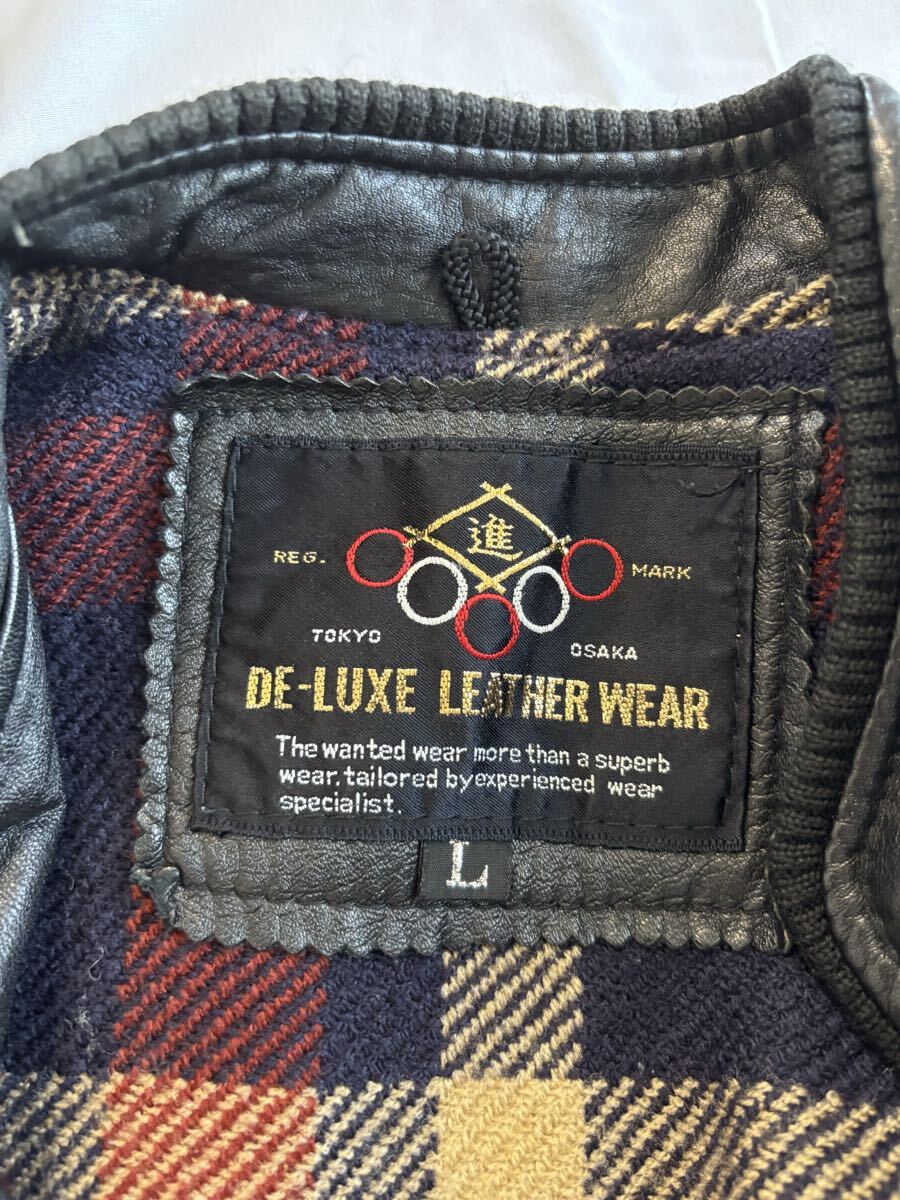 進
REG. MARK
TOKYO OSAKA
DE-LUXE LEATHER WEAR
The wanted wear more than a superb
wear.tailored by experienced wear
specialist.
L